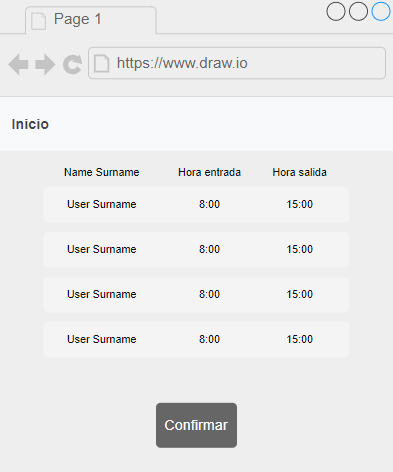 Page 1
https://www.draw.io
Inicio
Name Surname Hora entrada Hora salida
User Surname 8:00 15:00
User Surname 8:00 15:00
User Surname 8:00 15:00
User Surname 8:00 15:00
Confirmar